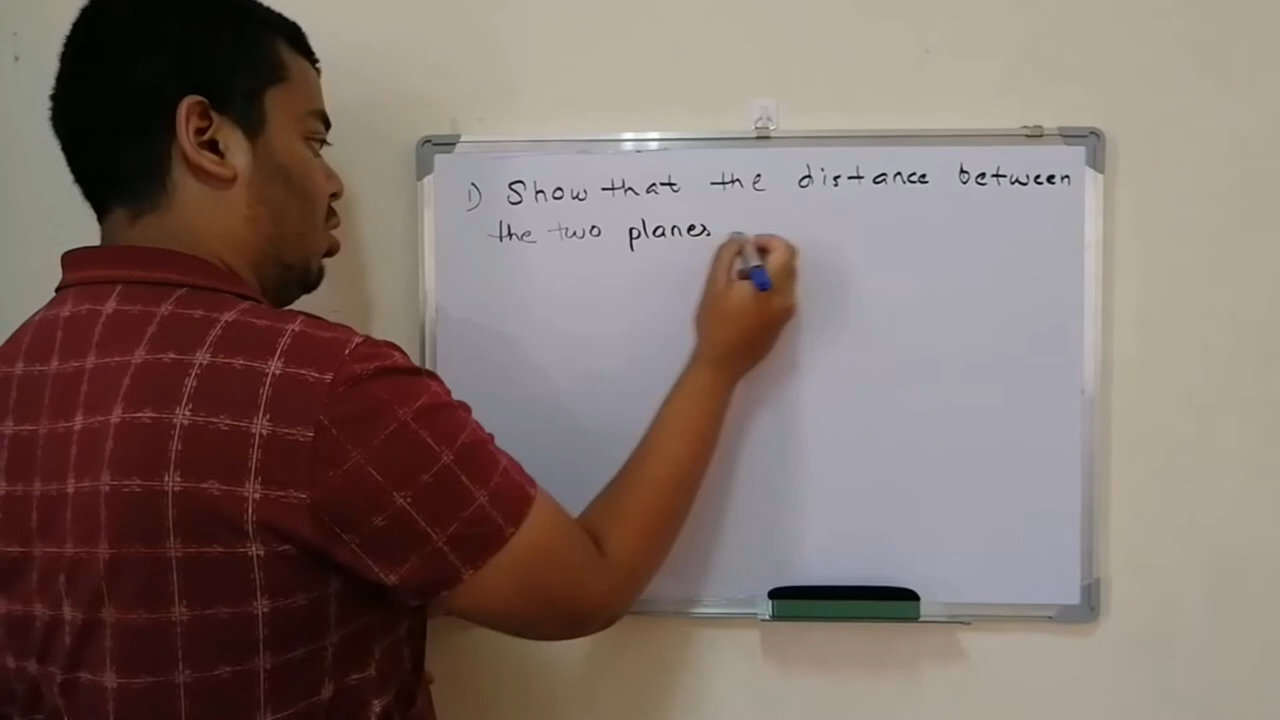 1) Show that the distance between
the two planes